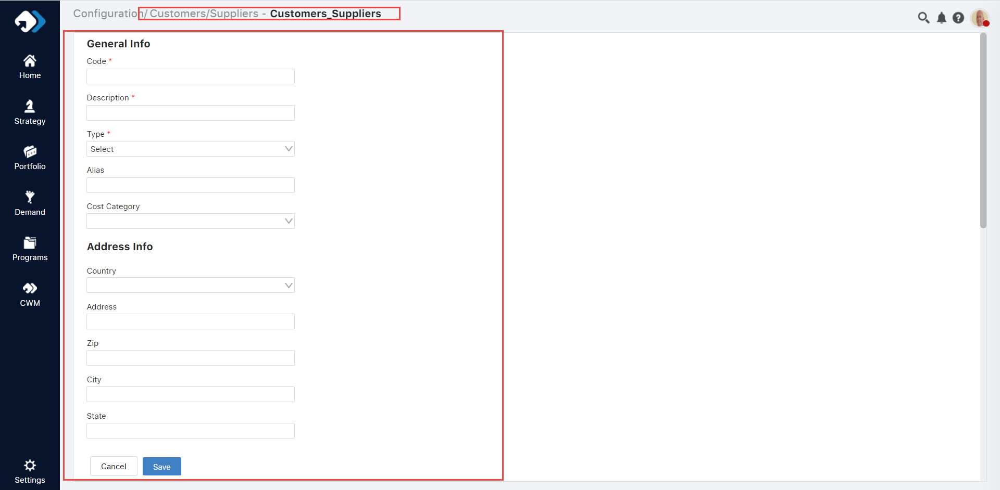 Configuration/ Customers/Suppliers - Customers_Suppliers
Home
Strategy
Portfolio
Demand
Programs
CWM
Settings
General Info
Code *
Description *
Type *
Select
Alias
Cost Category
Address Info
Country
Address
Zip
City
State
Cancel
Save